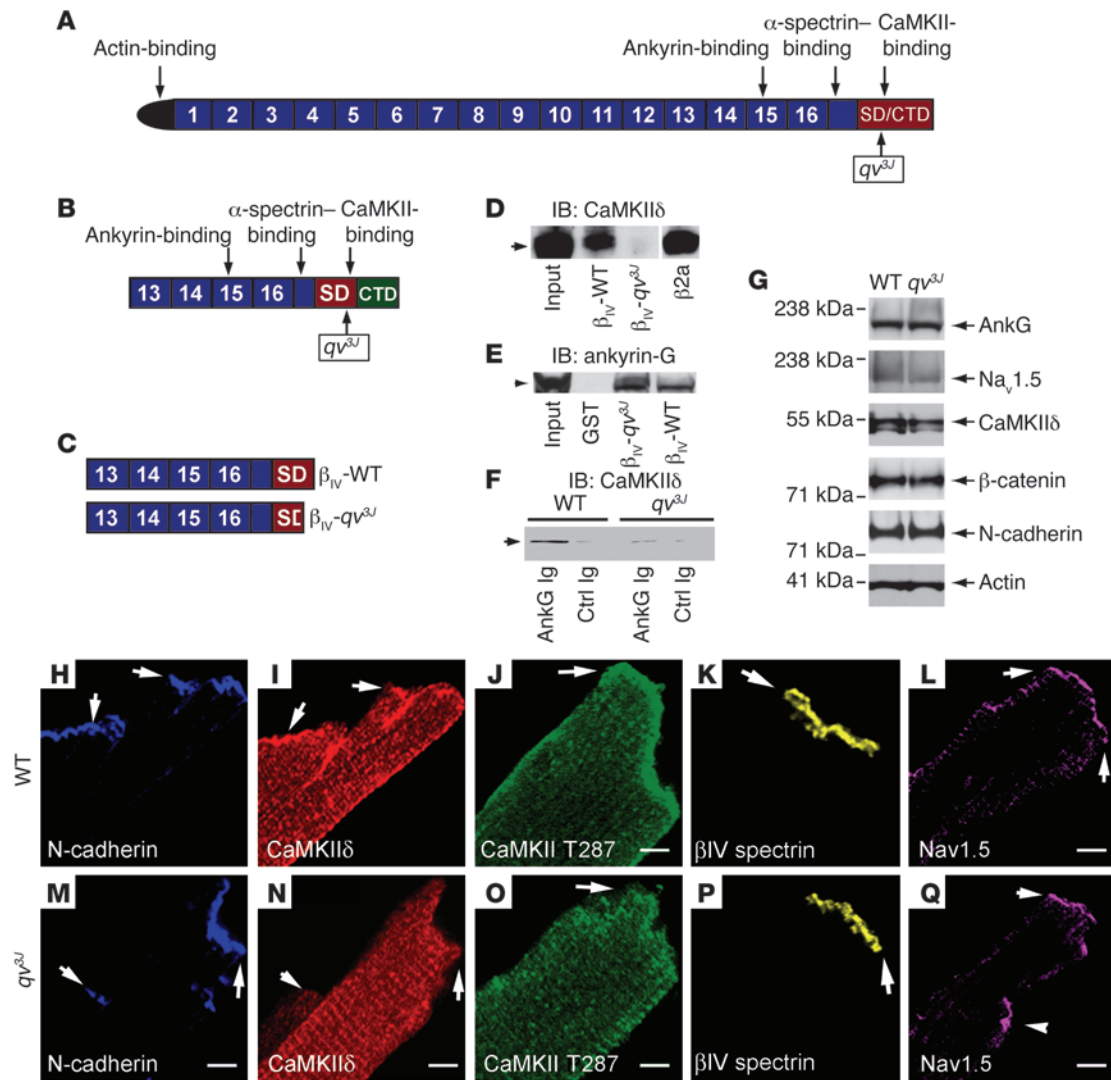 A
Actin-binding
Ankyrin-binding
α-spectrin–
binding
CaMKII-
binding
1 2 3 4 5 6 7 8 9 10 11 12 13 14 15 16 SD/CTD
qv3J
B
Ankyrin-binding
α-spectrin–
binding
CaMKII-
binding
13 14 15 16 SD CTD
qv3J
C
13 14 15 16 SD βIV-WT
13 14 15 16 SD βIV-qv3J
D
IB: CaMKIIδ
Input
βIV-WT
βIV-qv3J
β2a
E
IB: ankyrin-G
Input
GST
βIV-qv3J
βIV-WT
F
IB: CaMKIIδ
WT qv3J
AnkG Ig
Ctrl Ig
AnkG Ig
Ctrl Ig
G
WT qv3J
238 kDa
AnkG
238 kDa
Nav1.5
55 kDa
CaMKIIδ
β-catenin
71 kDa
N-cadherin
71 kDa
41 kDa
Actin
WT
H
N-cadherin
I
CaMKIIδ
J
CaMKII T287
K
βIV spectrin
L
Nav1.5
qv3J
M
N-cadherin
N
CaMKIIδ
O
CaMKII T287
P
βIV spectrin
Q
Nav1.5